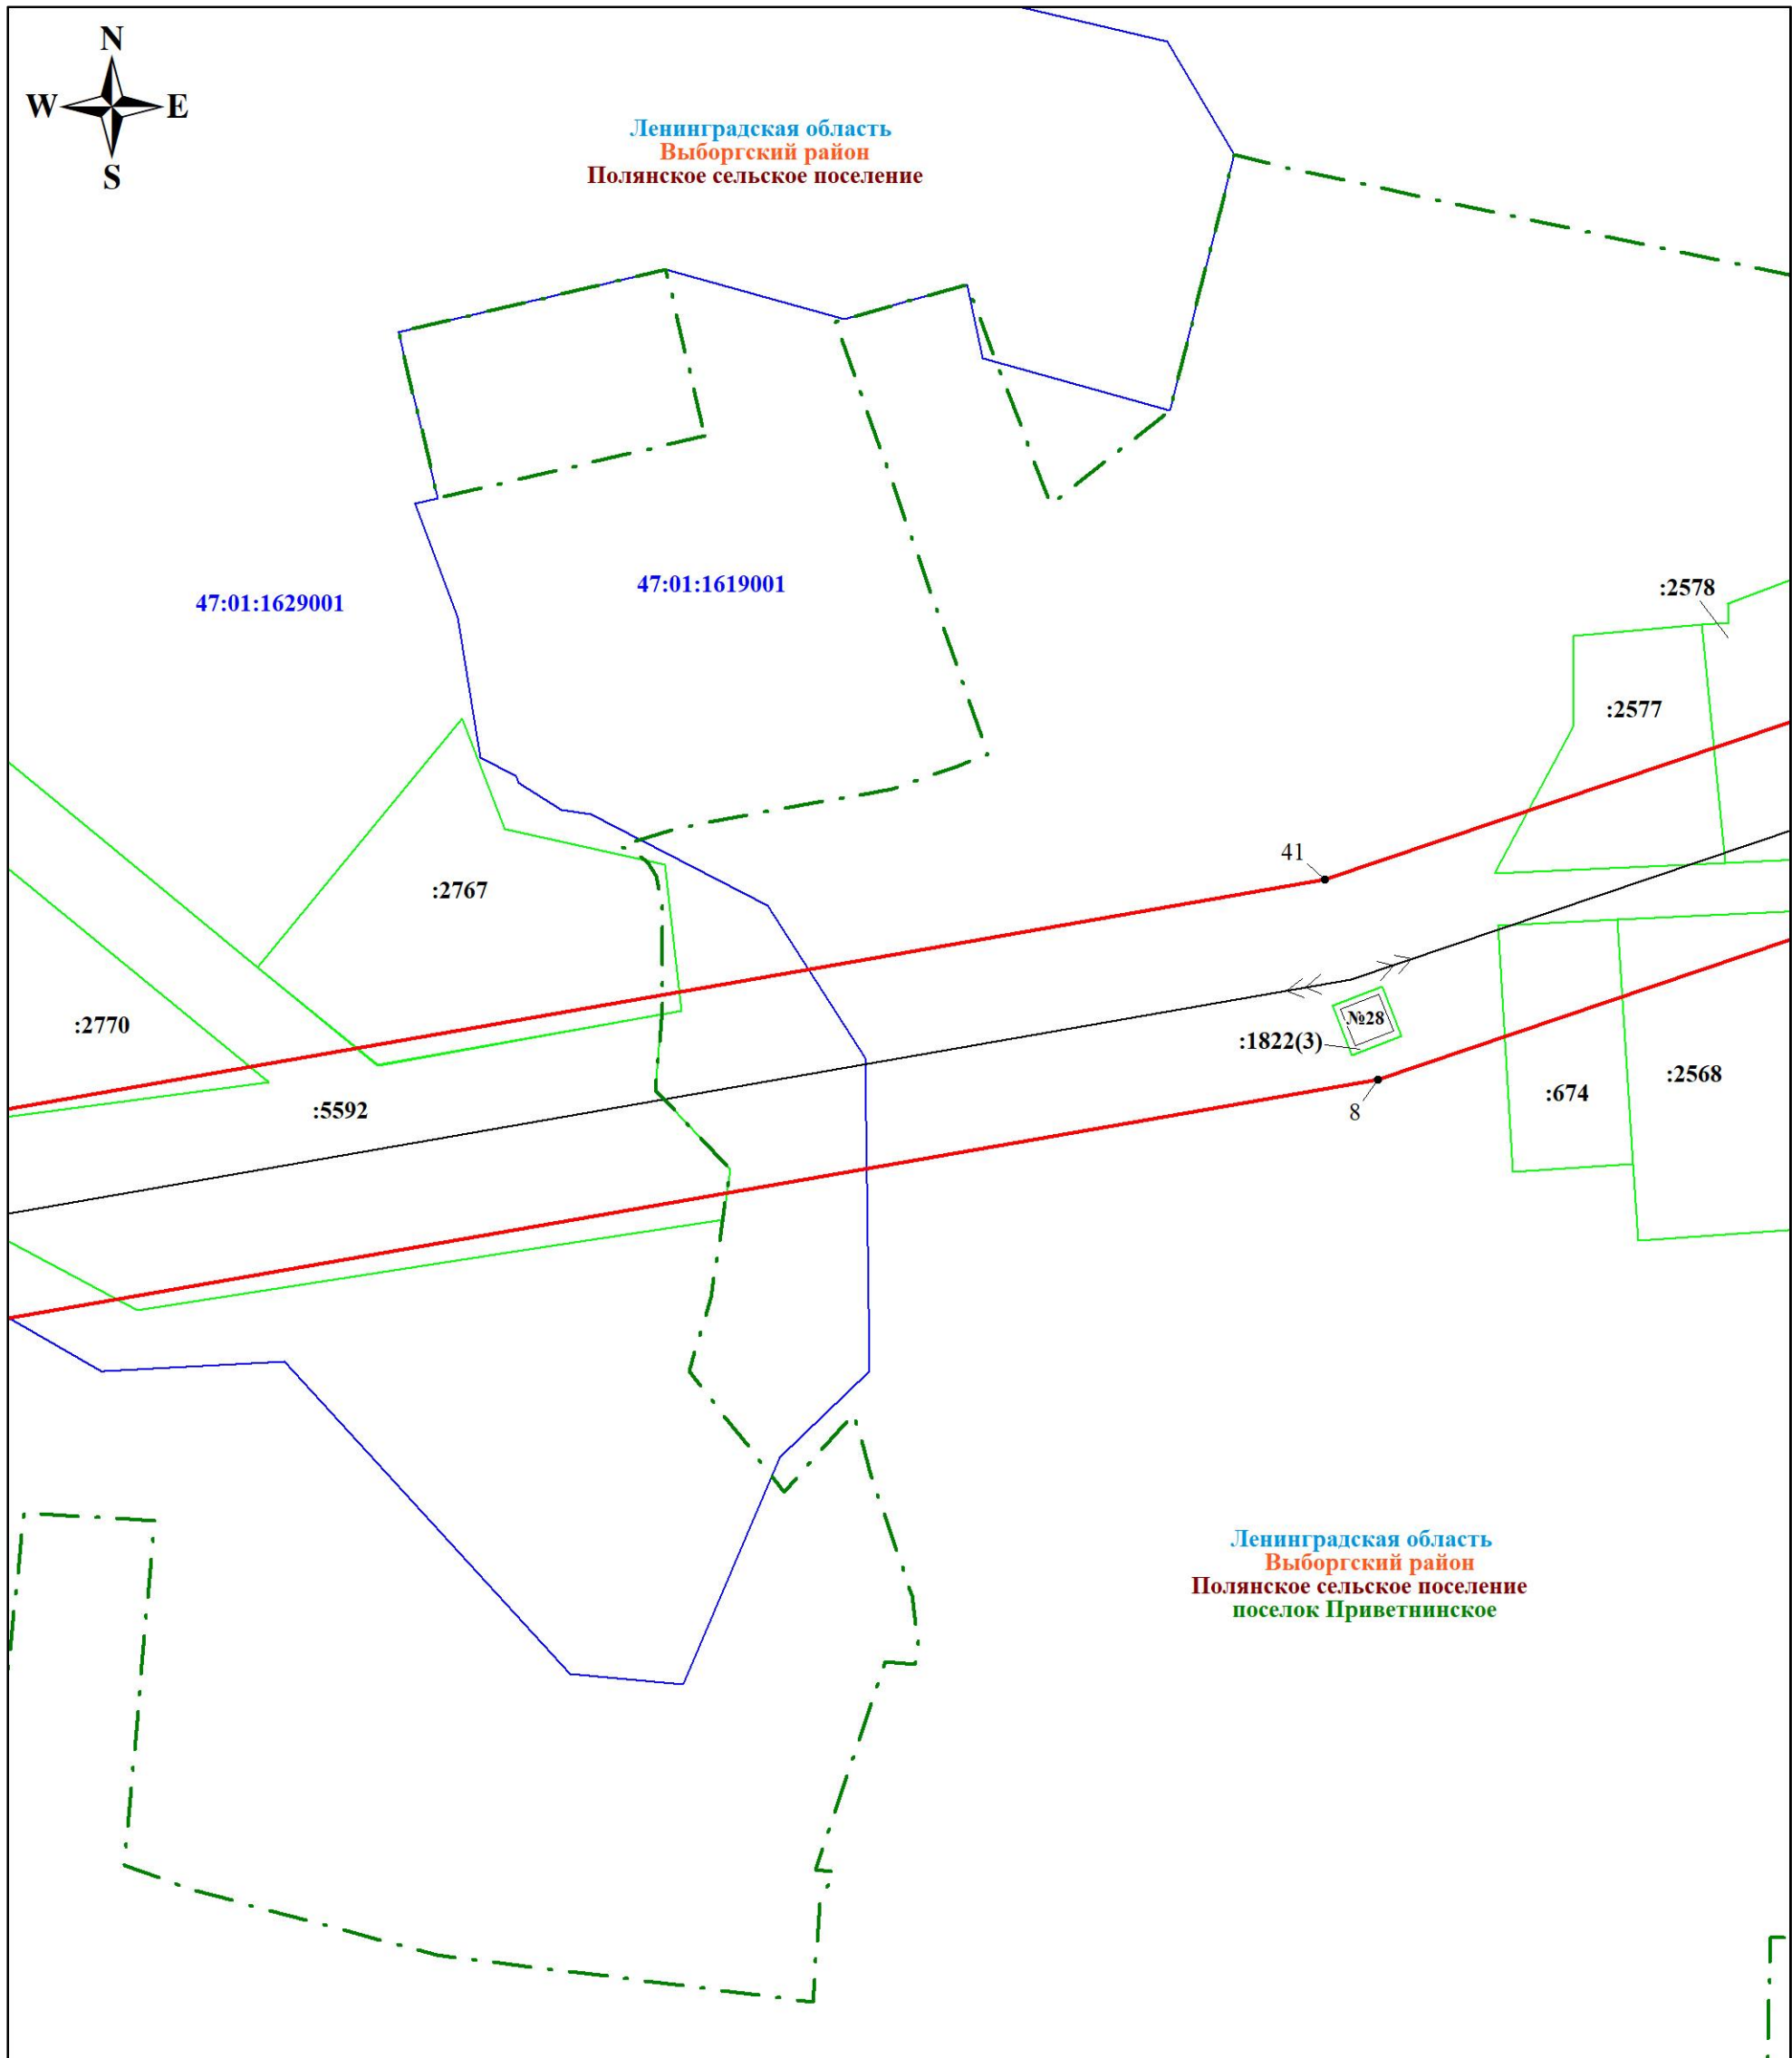 N
W E
S
Ленинградская область
Выборгский район
Полянское сельское поселение
47:01:1629001
47:01:1619001
:2578
:2577
41
:2767
:2770
:5592
№28
:1822(3)
8
:674
:2568
Ленинградская область
Выборгский район
Полянское сельское поселение
поселок Приветнинское